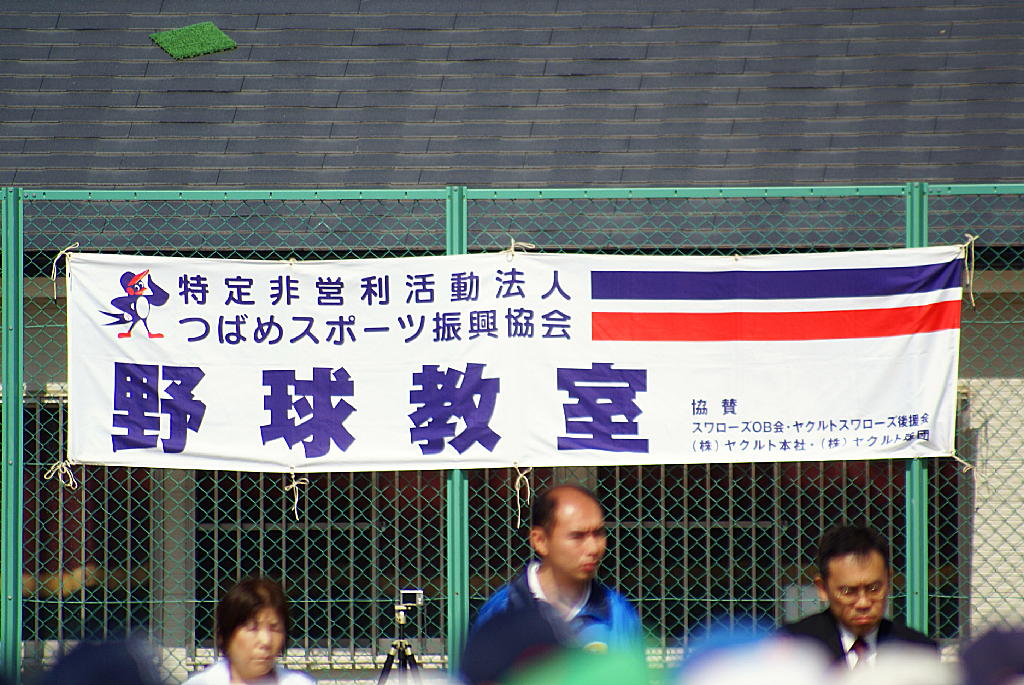 特定非営利活動法人
つばめスポーツ振興協会
野球教室
協賛
スワローズOB会・ヤクルトスワローズ後援会
(株)ヤクルト本社・(株)ヤクルト球団